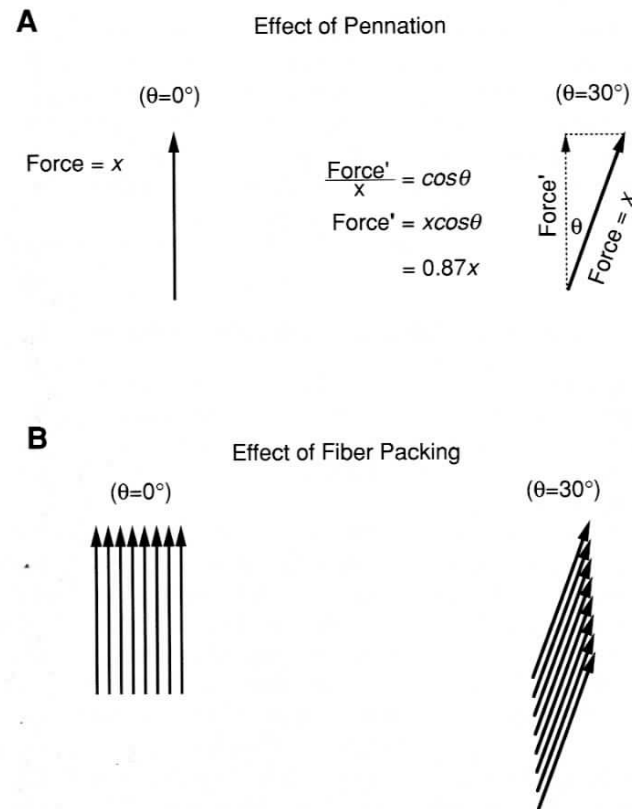 A
Effect of Pennation
(θ=0°)
(θ=30°)
Force = x
Force'
x
= cosθ
Force' = xcosθ
= 0.87x
Force'
θ
Force = x
B
Effect of Fiber Packing
(θ=0°)
(θ=30°)